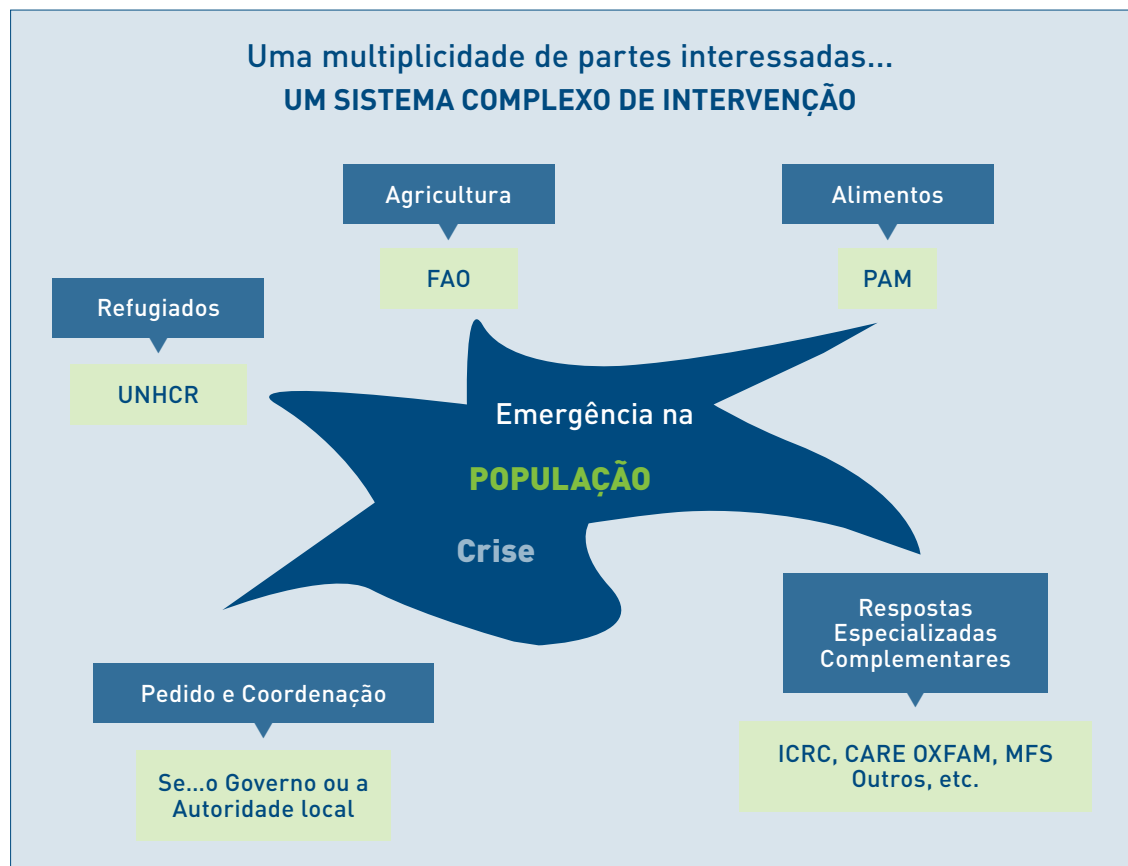 Uma multiplicidade de partes interessadas...
UM SISTEMA COMPLEXO DE INTERVENÇÃO
Agricultura
FAO
Alimentos
PAM
Refugiados
UNHCR
Emergência na
POPULAÇÃO
Crise
Respostas
Especializadas
Complementares
ICRC, CARE OXFAM, MFS
Outros, etc.
Pedido e Coordenação
Se...o Governo ou a
Autoridade local